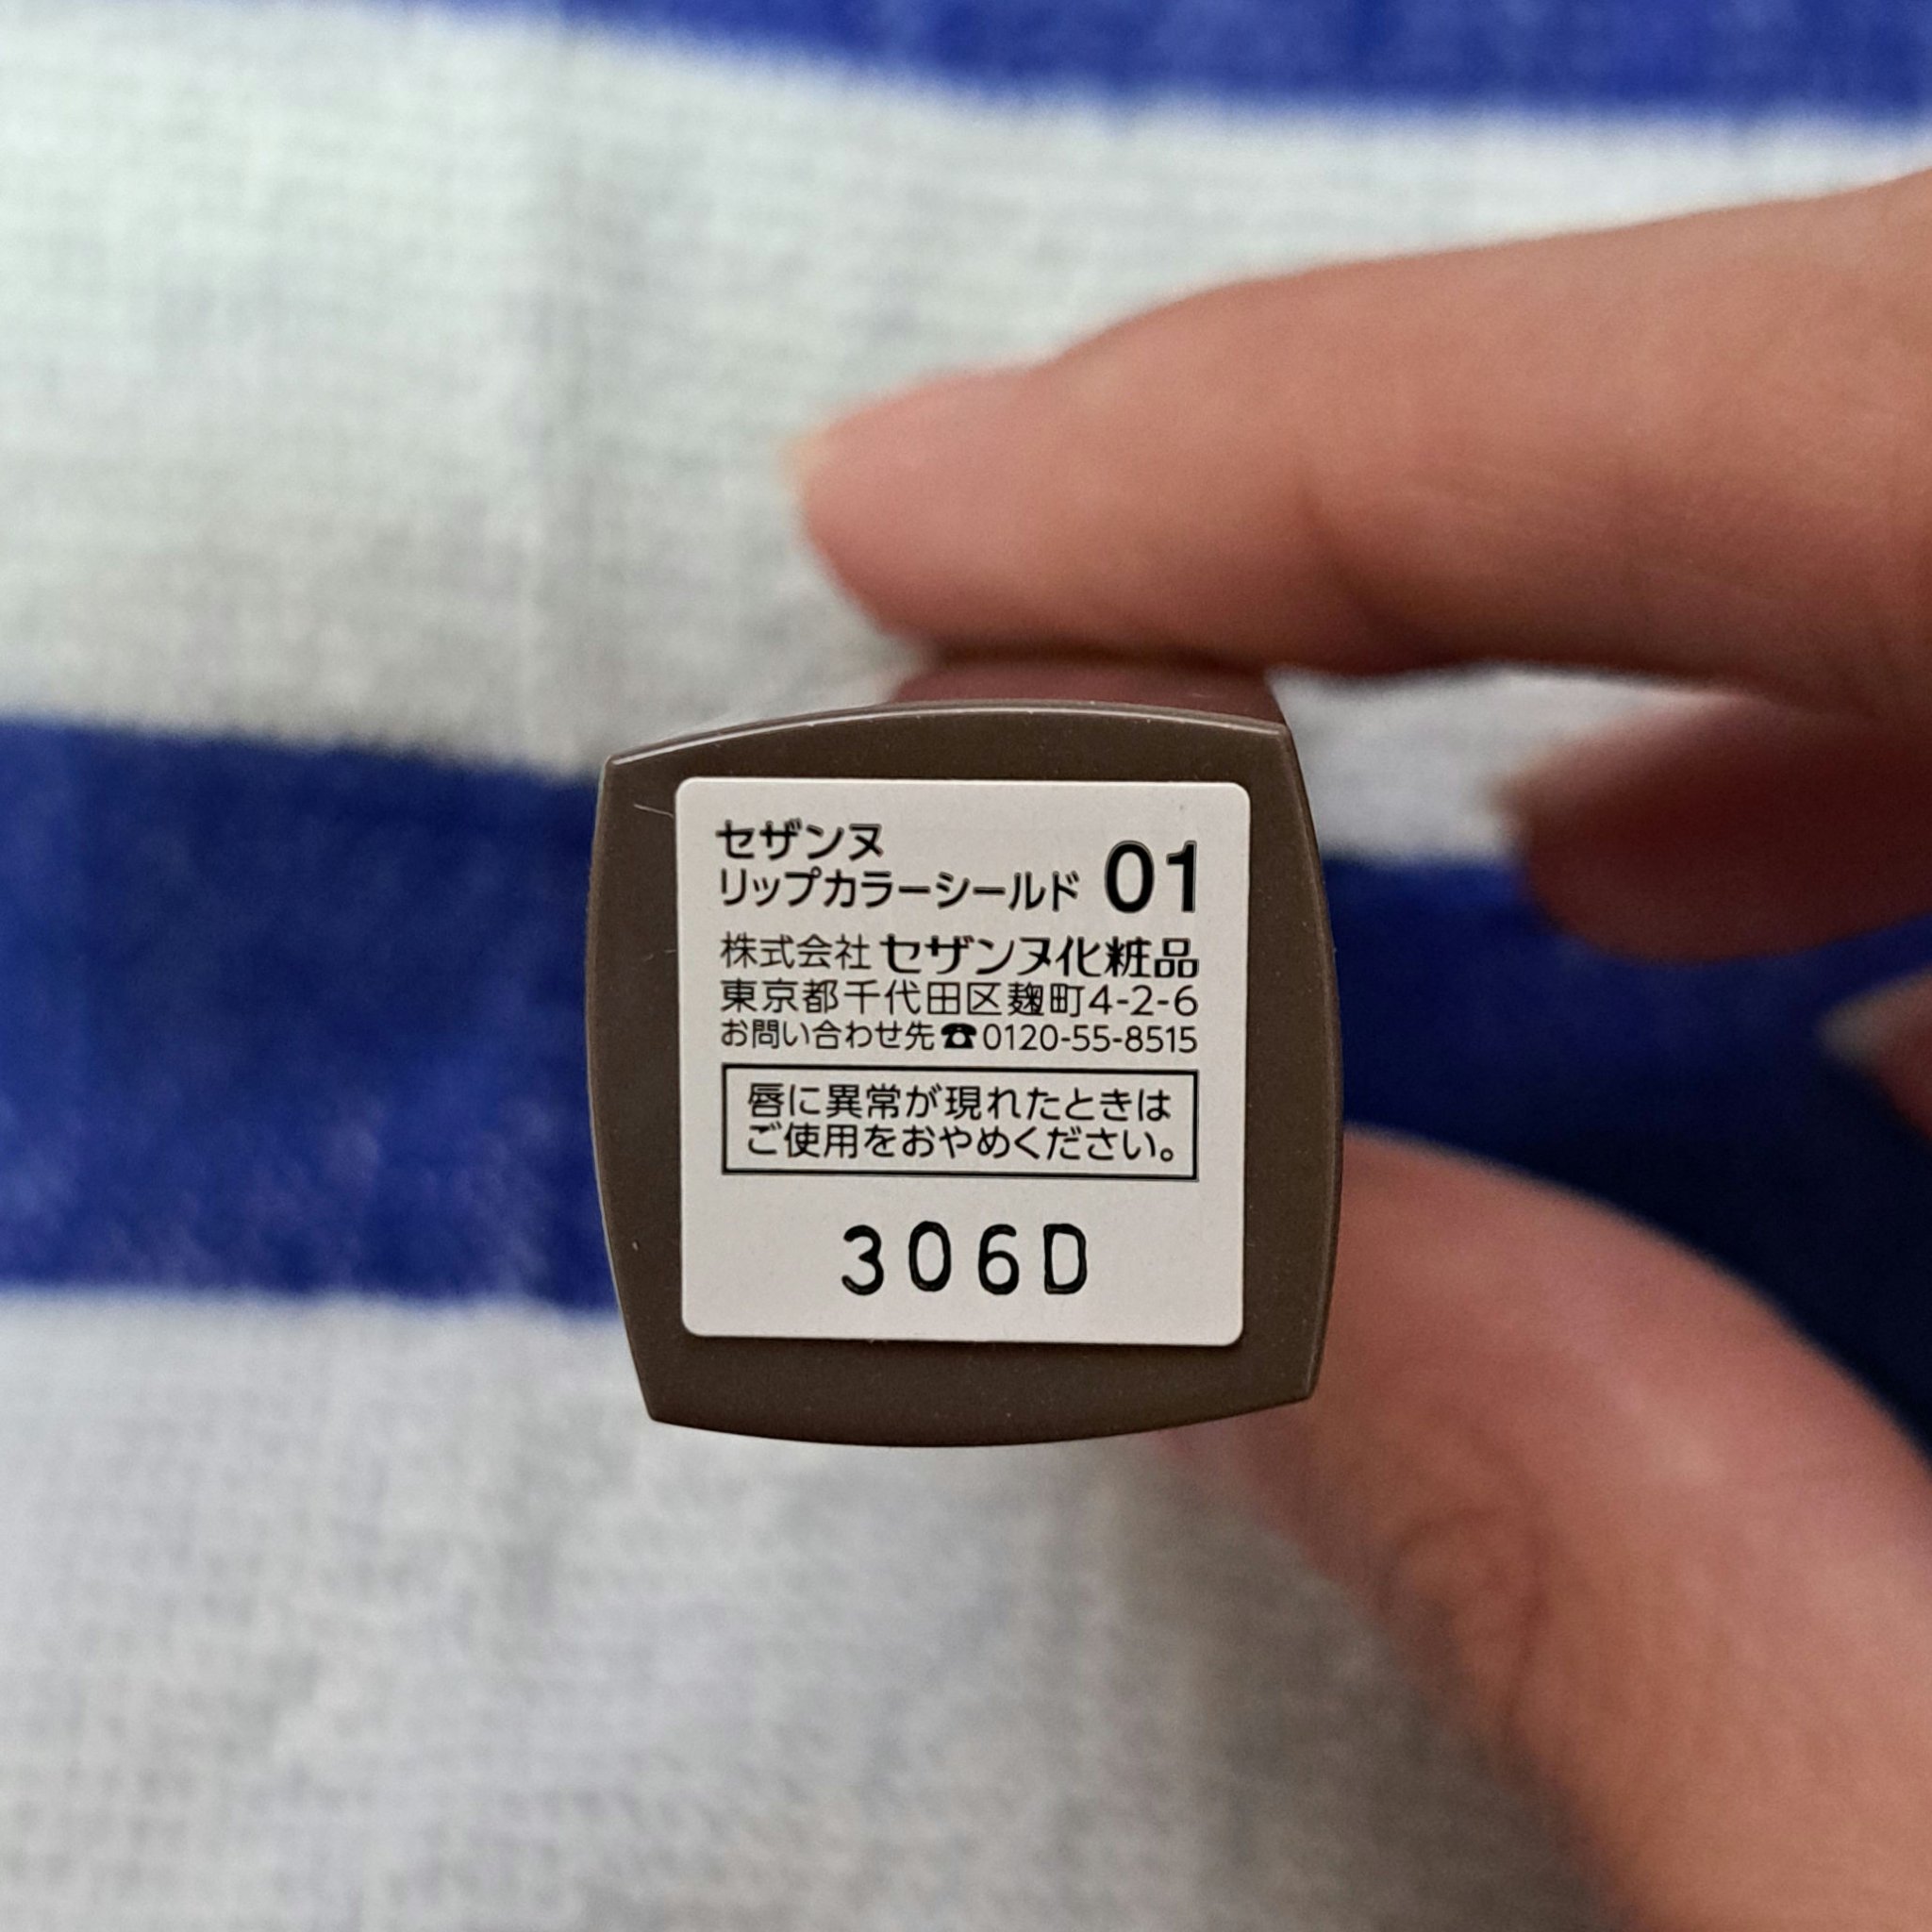 セザンヌ
リップカラーシールド 01
株式会社 セザンヌ化粧品
東京都千代田区麹町4-2-6
お問い合わせ先☎0120-55-8515
唇に異常が現れたときは
ご使用をおやめください。
306D